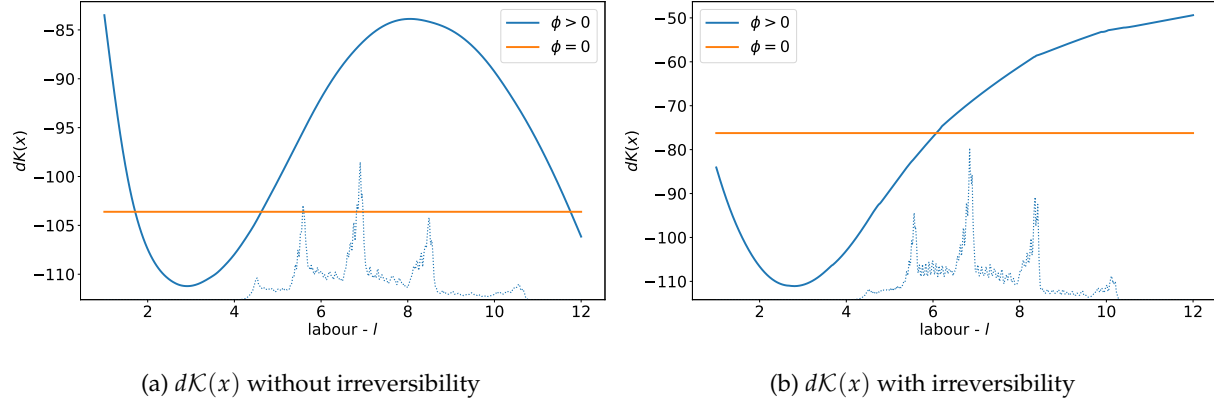 −85
−90
−95
−100
−105
−110
dK(x)
2
4
6
8
10
12
labour - l
ϕ > 0
ϕ = 0
(a) d𝒦(x) without irreversibility
−50
−60
−70
−80
−90
−100
−110
dK(x)
2
4
6
8
10
12
labour - l
ϕ > 0
ϕ = 0
(b) d𝒦(x) with irreversibility